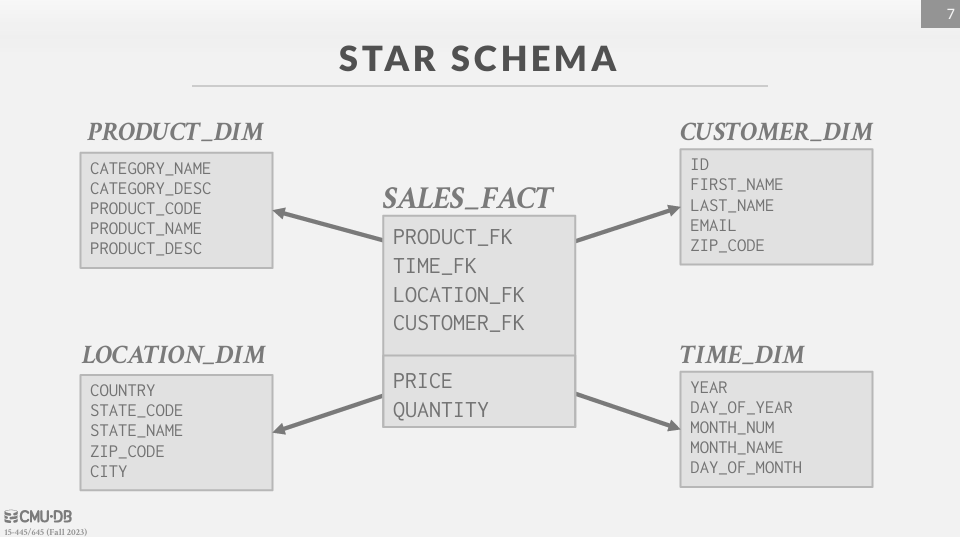 7
STAR SCHEMA
PRODUCT_DIM
CATEGORY_NAME
CATEGORY_DESC
PRODUCT_CODE
PRODUCT_NAME
PRODUCT_DESC
CUSTOMER_DIM
ID
FIRST_NAME
LAST_NAME
EMAIL
ZIP_CODE
SALES_FACT
PRODUCT_FK
TIME_FK
LOCATION_FK
CUSTOMER_FK
PRICE
QUANTITY
LOCATION_DIM
COUNTRY
STATE_CODE
STATE_NAME
ZIP_CODE
CITY
TIME_DIM
YEAR
DAY_OF_YEAR
MONTH_NUM
MONTH_NAME
DAY_OF_MONTH
CMU·DB
15-445/645 (Fall 2023)